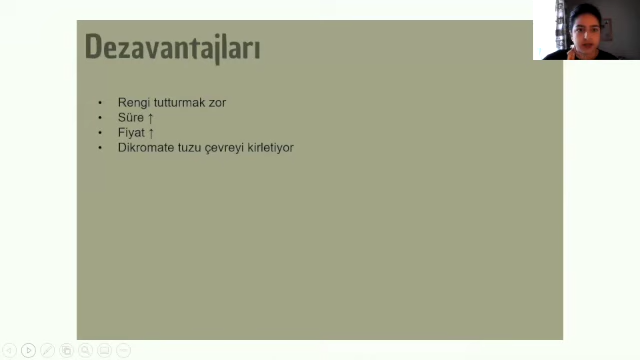 Dezavantajları
• Rengi tutturmak zor
• Süre ↑
• Fiyat ↑
• Dikromate tuzu çevreyi kirletiyor